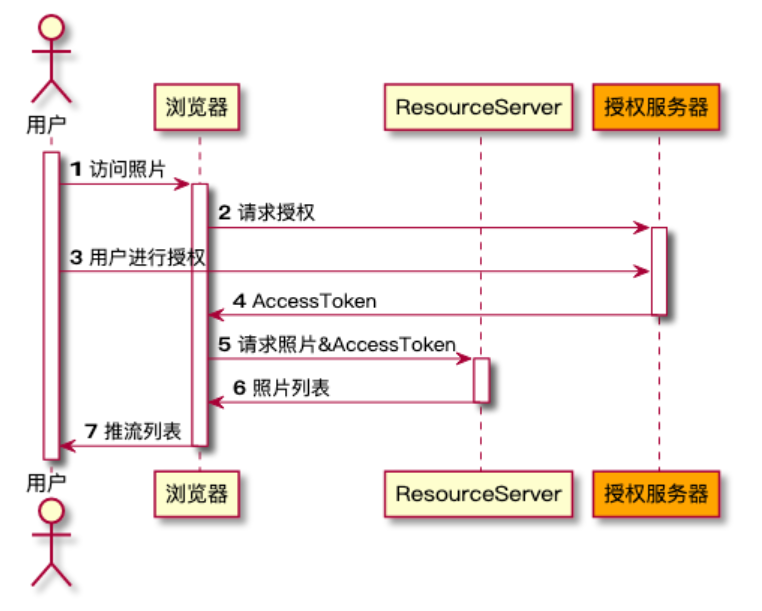 用户
浏览器
ResourceServer
授权服务器
1 访问照片
2 请求授权
3 用户进行授权
4 AccessToken
5 请求照片&AccessToken
6 照片列表
7 推流列表
用户
浏览器
ResourceServer
授权服务器